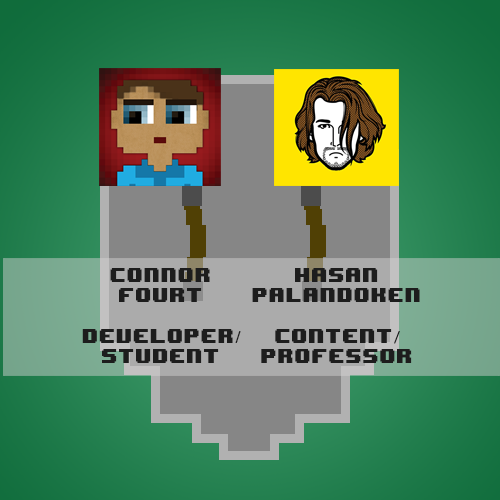 CONNOR
FOURT
DEVELOPER/
STUDENT
HASAN
PALANDOKEN
CONTENT/
PROFESSOR